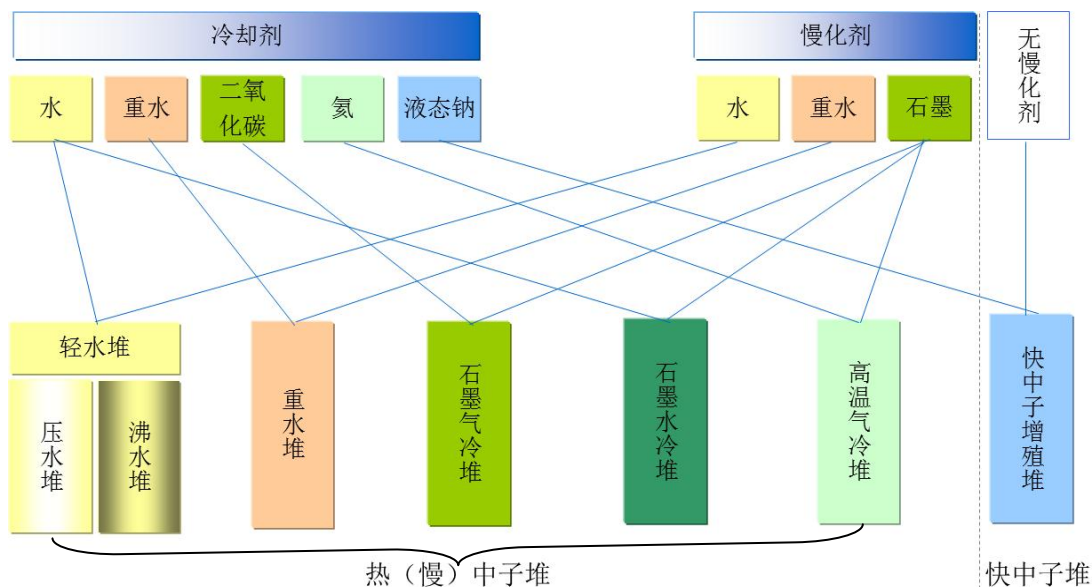 冷却剂
慢化剂
无慢化剂
水
重水
二氧
化碳
氦
液态钠
水
重水
石墨
轻水堆
压水堆
沸水堆
重水堆
石墨气冷堆
石墨水冷堆
高温气冷堆
快中子增殖堆
热（慢）中子堆
快中子堆